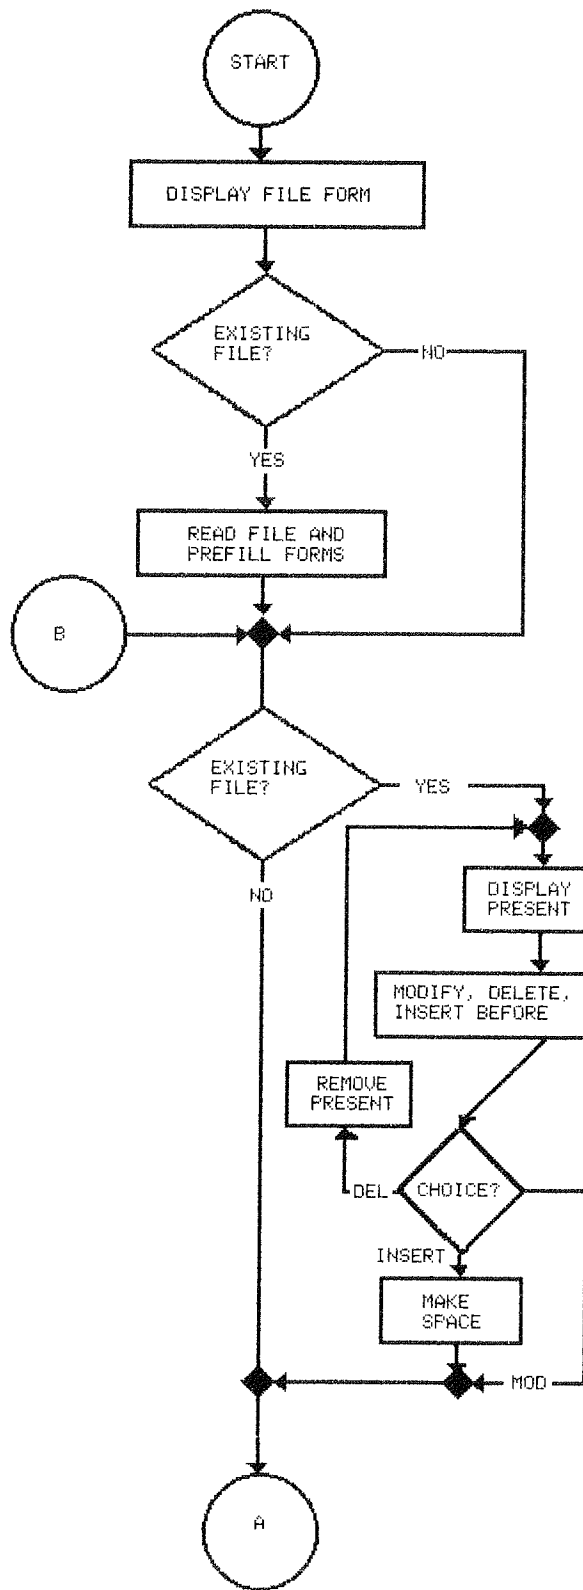 START
DISPLAY FILE FORM
EXISTING
FILE?
NO
YES
READ FILE AND
PREFILL FORMS
B
EXISTING
FILE?
YES
NO
DISPLAY
PRESENT
MODIFY, DELETE,
INSERT BEFORE
REMOVE
PRESENT
DEL
CHOICE?
INSERT
MAKE
SPACE
MOD
A